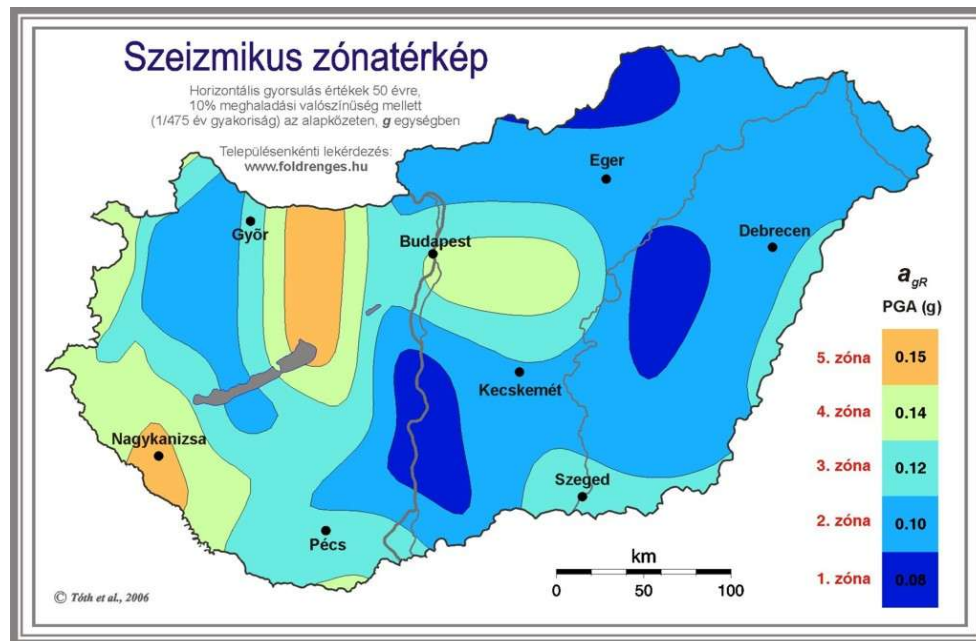 Szeizmikus zónatérkép
Horizontális gyorsulás értékek 50 évre,
10% meghaladási valószínűség mellett
(1/475 év gyakoriság) az alapkőzeten, g egységben
Településenkénti lekérdezés:
www.foldrenges.hu
Eger
Győr
Budapest
Debrecen
Kecskemét
Nagykanizsa
Szeged
Pécs
agR
PGA (g)
5. zóna 0.15
4. zóna 0.14
3. zóna 0.12
2. zóna 0.10
1. zóna 0.08
km
0 50 100
© Tóth et al., 2006